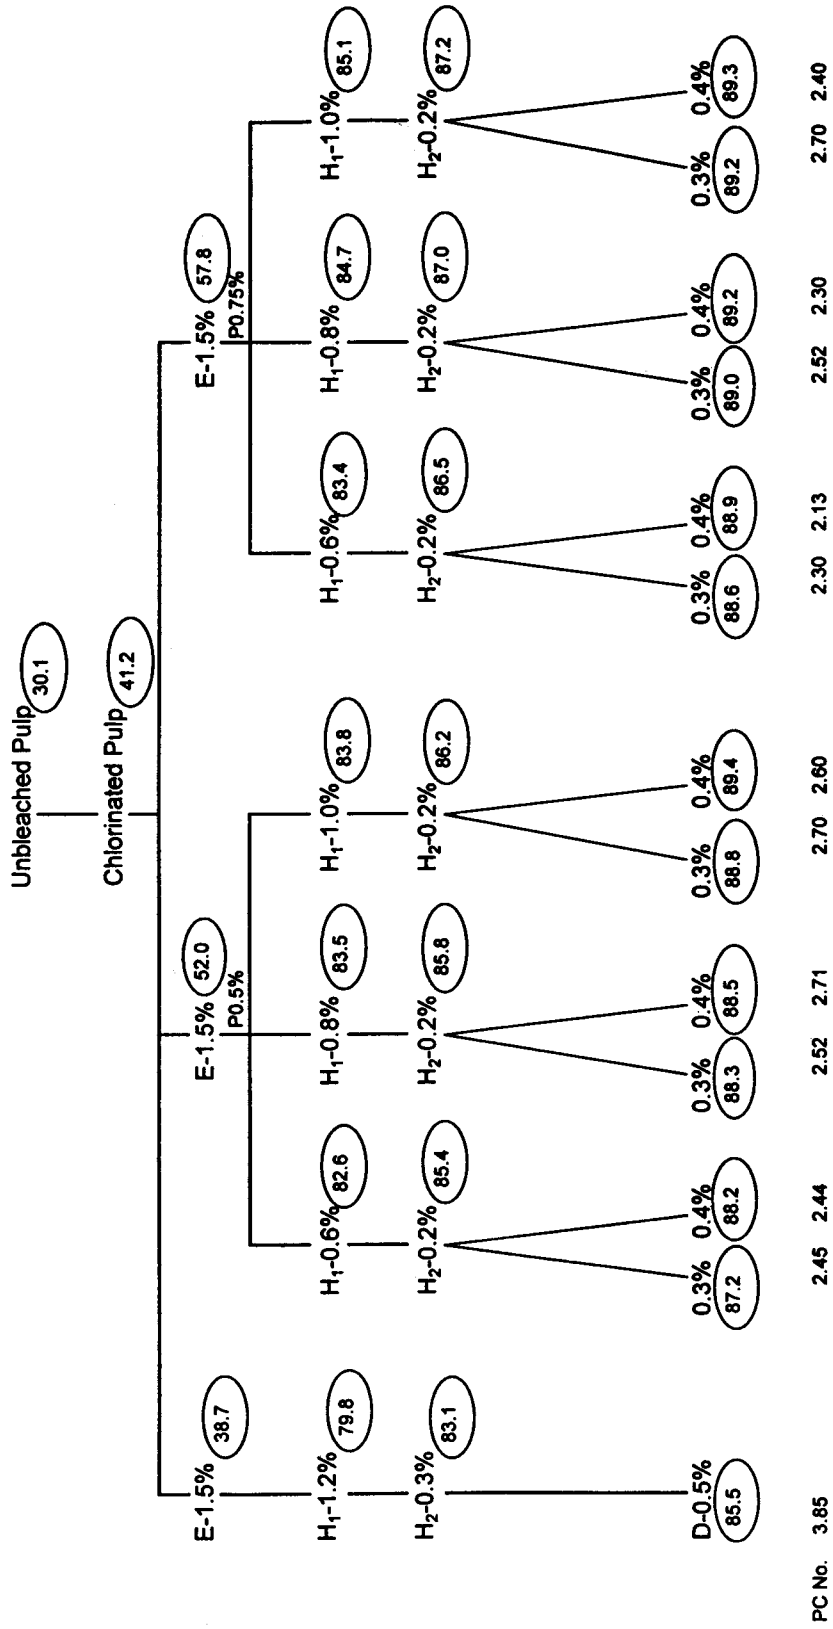 Unbleached Pulp 30.1
Chlorinated Pulp 41.2
E-1.5% 38.7 E-1.5% 52.0 E-1.5% 57.8
P0.5% P0.75%
H₁-1.2% 79.8 H₁-0.6% 82.6 H₁-0.8% 83.5 H₁-1.0% 83.8 H₁-0.6% 83.4 H₁-0.8% 84.7 H₁-1.0% 85.1
H₂-0.3% 83.1 H₂-0.2% 85.4 H₂-0.2% 85.8 H₂-0.2% 86.2 H₂-0.2% 86.5 H₂-0.2% 87.0 H₂-0.2% 87.2
D-0.5% 0.3% 0.4% 0.3% 0.4% 0.3% 0.4% 0.3% 0.4% 0.3% 0.4% 0.3% 0.4%
85.5 87.2 88.2 88.3 88.5 88.8 89.4 88.6 88.9 89.0 89.2 89.2 89.3
PC No. 3.85 2.45 2.44 2.52 2.71 2.70 2.60 2.30 2.13 2.52 2.30 2.70 2.40